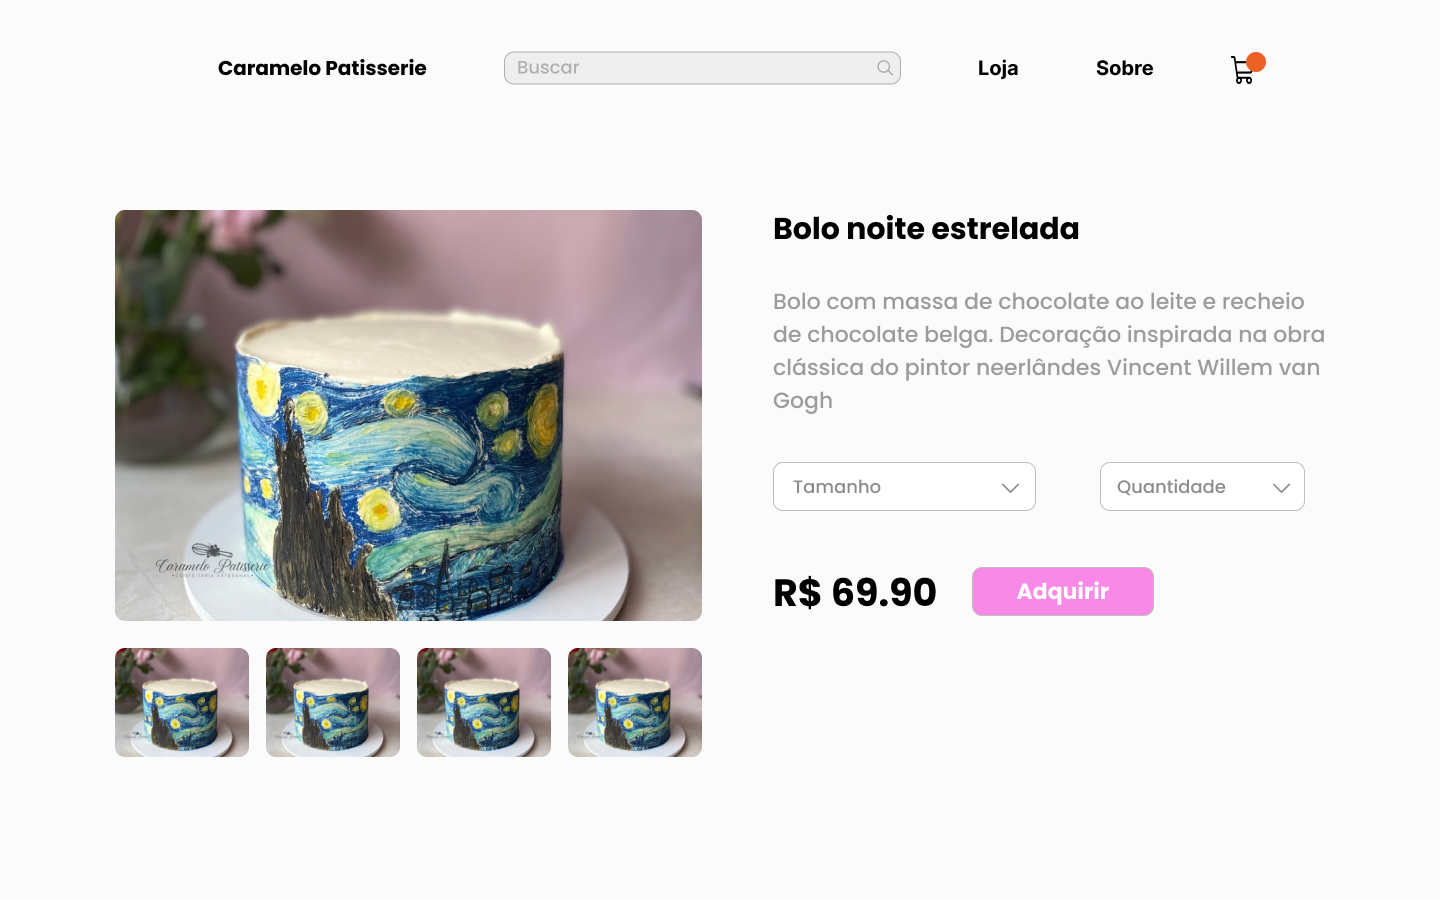 Caramelo Patisserie
Buscar
Loja
Sobre
Bolo noite estrelada
Bolo com massa de chocolate ao leite e recheio
de chocolate belga. Decoração inspirada na obra
clássica do pintor neerlândes Vincent Willem van
Gogh
Tamanho
Quantidade
R$ 69.90
Adquirir
Caramelo Patisserie
•CONFEITARIA ARTESANAL•